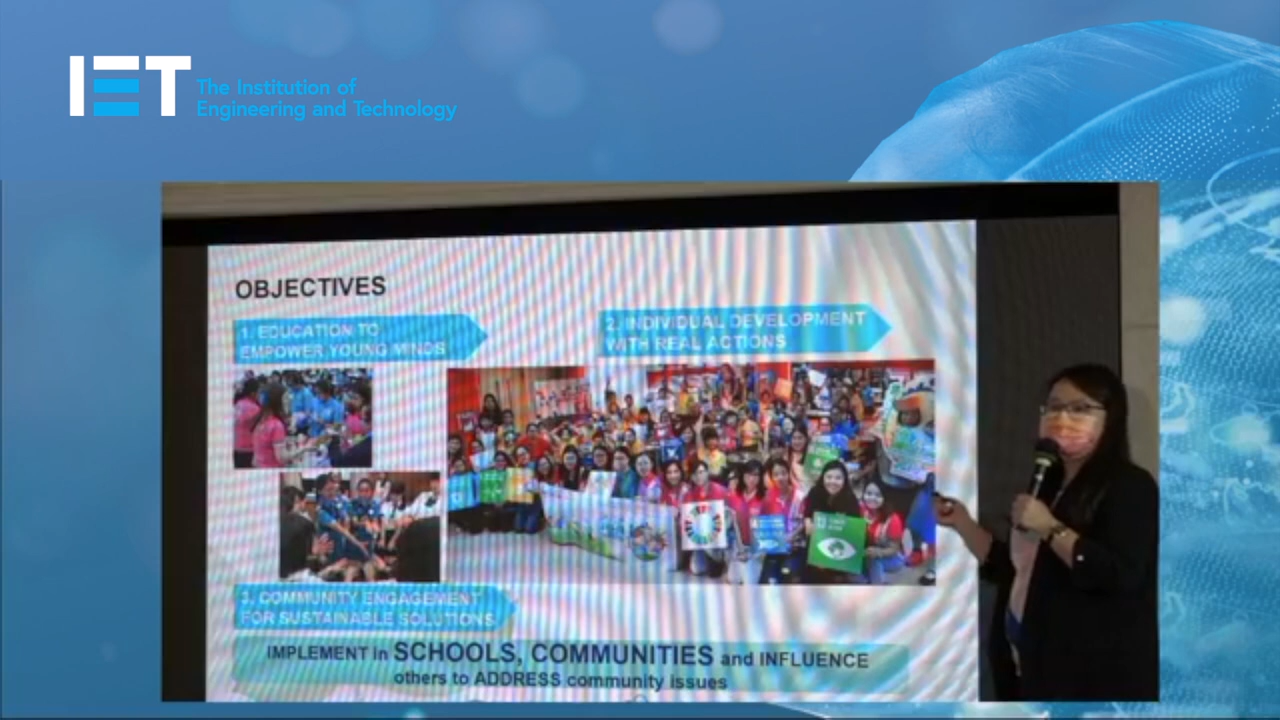 IET
The Institution of
Engineering and Technology
OBJECTIVES
1. EDUCATION TO
EMPOWER YOUNG MINDS
2. INDIVIDUAL DEVELOPMENT
WITH REAL ACTIONS
3. COMMUNITY ENGAGEMENT
FOR SUSTAINABLE SOLUTIONS
IMPLEMENT in SCHOOLS, COMMUNITIES and INFLUENCE
others to ADDRESS community issues